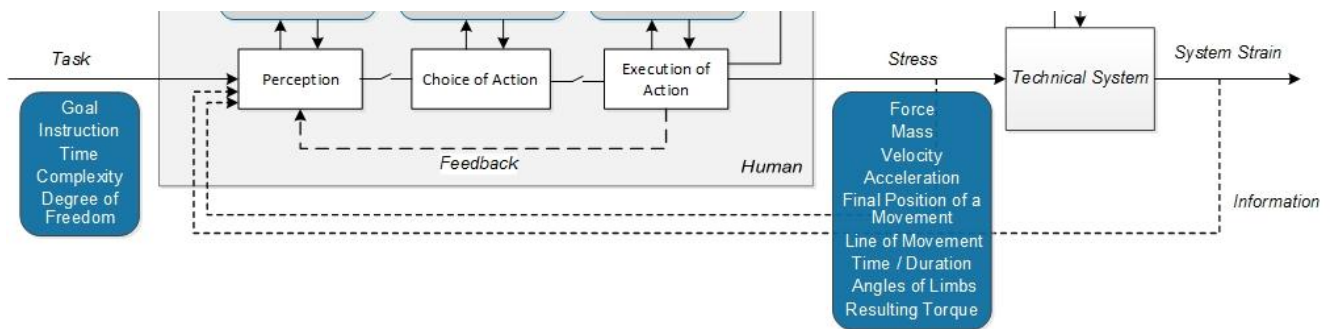 Task
Perception
Choice of Action
Execution of
Action
Stress
Technical System
System Strain
Goal
Instruction
Time
Complexity
Degree of
Freedom
Feedback
Human
Force
Mass
Velocity
Acceleration
Final Position of a
Movement
Line of Movement
Time / Duration
Angles of Limbs
Resulting Torque
Information